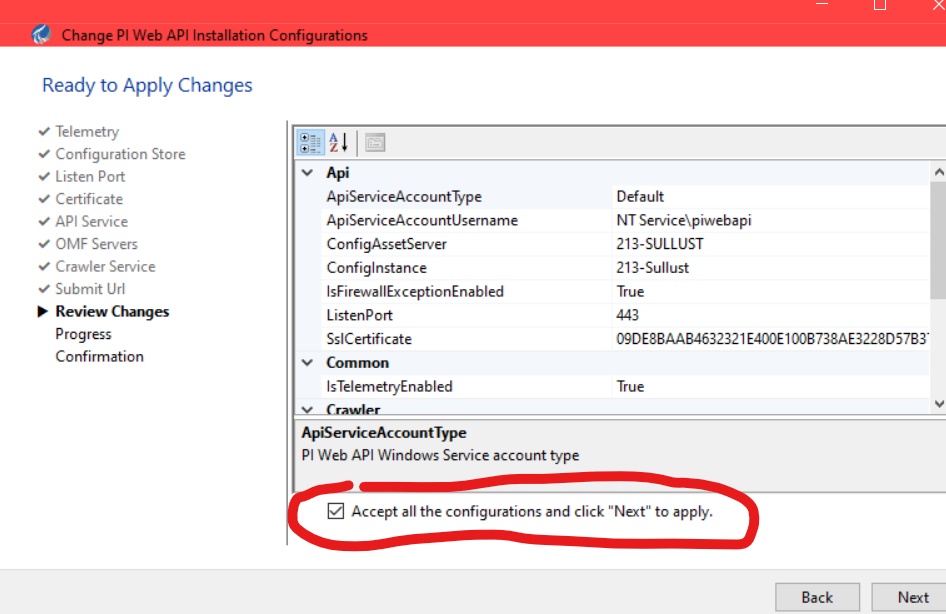 Change PI Web API Installation Configurations
Ready to Apply Changes
Telemetry
Configuration Store
Listen Port
Certificate
API Service
OMF Servers
Crawler Service
Submit Url
Review Changes
Progress
Confirmation
Api
ApiServiceAccountType Default
ApiServiceAccountUsername NT Service\piwebapi
ConfigAssetServer 213-SULLUST
ConfigInstance 213-Sullust
IsFirewallExceptionEnabled True
ListenPort 443
SslCertificate 09DE8BAAB4632321E400E100B738AE3228D57B37
Common
IsTelemetryEnabled True
Crawler
ApiServiceAccountType
PI Web API Windows Service account type
Accept all the configurations and click "Next" to apply.
Back Next